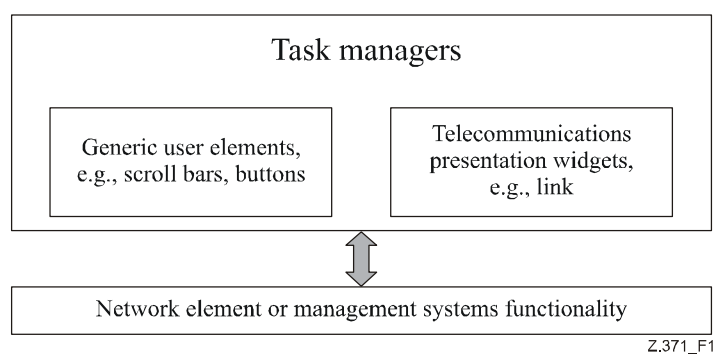 Task managers
Generic user elements,
e.g., scroll bars, buttons
Telecommunications
presentation widgets,
e.g., link
Network element or management systems functionality
Z.371_F1